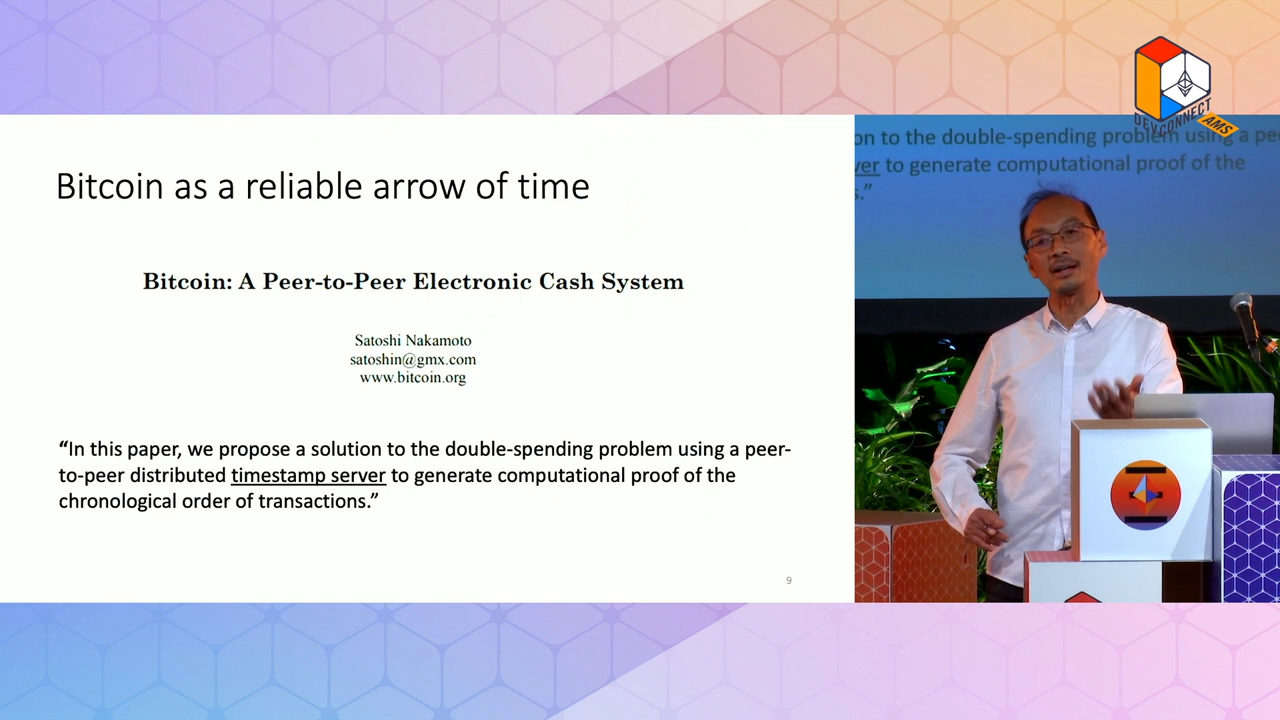 DEVCONNECT
AMS
Bitcoin as a reliable arrow of time
Bitcoin: A Peer-to-Peer Electronic Cash System
Satoshi Nakamoto
satoshin@gmx.com
www.bitcoin.org
“In this paper, we propose a solution to the double-spending problem using a peer-
to-peer distributed timestamp server to generate computational proof of the
chronological order of transactions.”
9
on to the double-spending problem using a pe
ver to generate computational proof of the
s.”